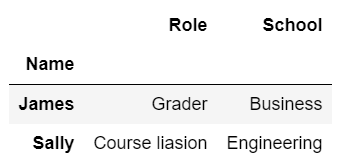 Role School
Name
James Grader Business
Sally Course liasion Engineering